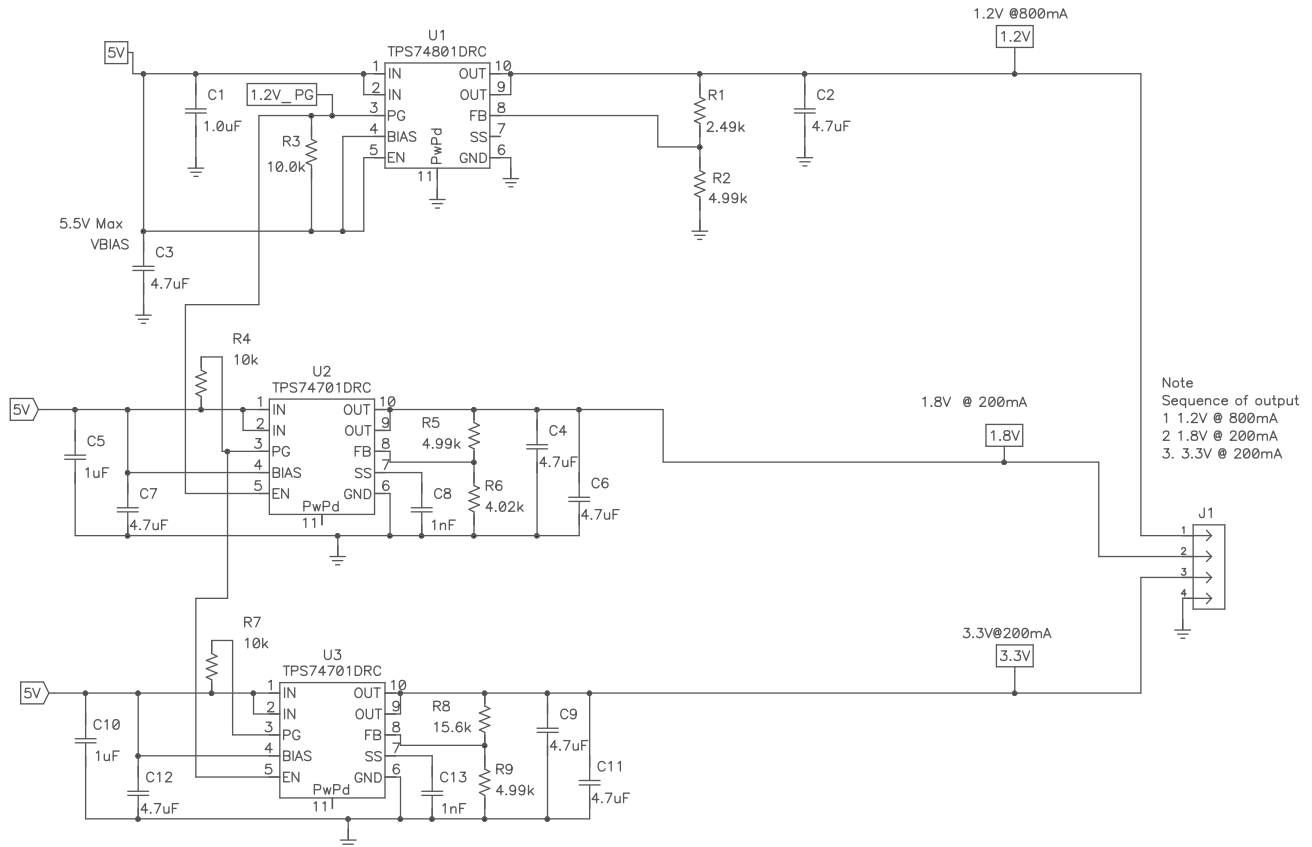 1.2V @800mA
1.2V
U1
TPS74801DRC
5V
1 IN OUT 10
2 IN OUT 9
3 PG FB 8
4 BIAS SS 7
5 EN GND 6
PwPd
11
C1
1.0uF
1.2V_PG
R3
10.0k
R1
2.49k
C2
4.7uF
R2
4.99k
5.5V Max
VBIAS
C3
4.7uF
R4
10k
U2
TPS74701DRC
5V
1 IN OUT 10
2 IN OUT 9
3 PG FB 8
4 BIAS SS 7
5 EN GND 6
PwPd
11
C5
1uF
C7
4.7uF
R5
4.99k
C4
4.7uF
R6
4.02k
C8
1nF
C6
4.7uF
1.8V @ 200mA
1.8V
Note
Sequence of output
1 1.2V @ 800mA
2 1.8V @ 200mA
3. 3.3V @ 200mA
J1
1
2
3
4
R7
10k
U3
TPS74701DRC
5V
1 IN OUT 10
2 IN OUT 9
3 PG FB 8
4 BIAS SS 7
5 EN GND 6
PwPd
11
C10
1uF
C12
4.7uF
R8
15.6k
C9
4.7uF
R9
4.99k
C13
1nF
C11
4.7uF
3.3V@200mA
3.3V